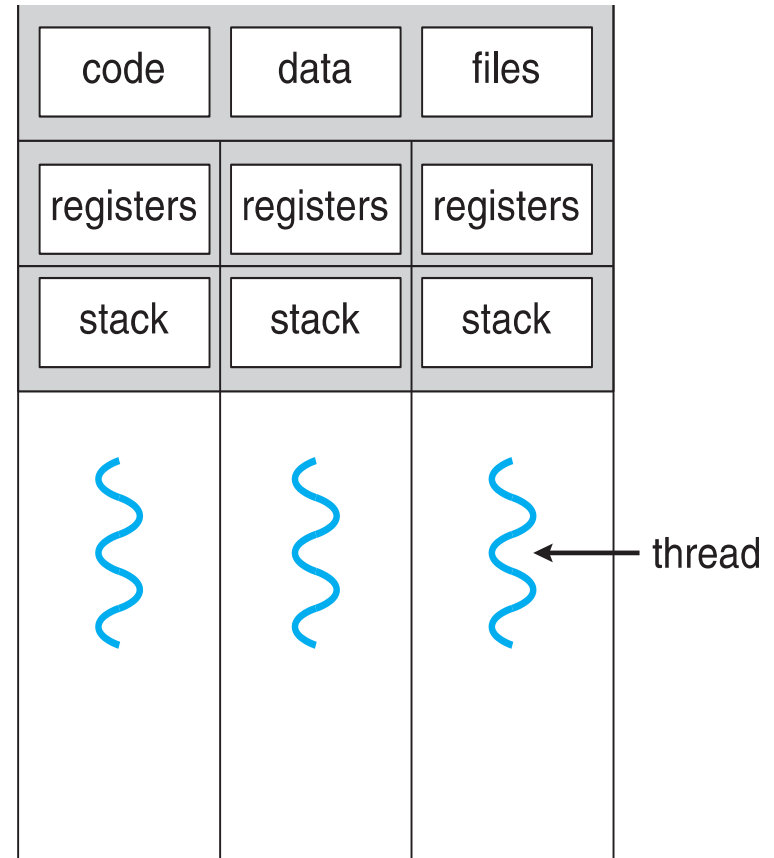 code data files
registers registers registers
stack stack stack
thread